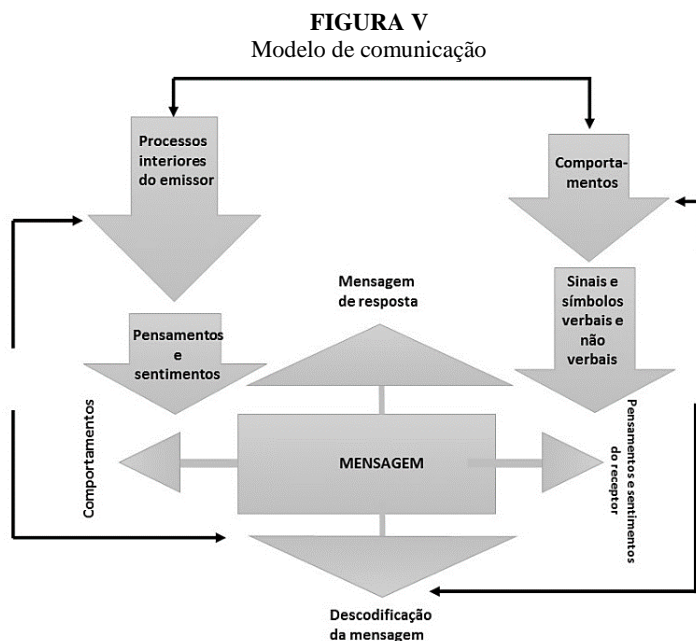 FIGURA V
Modelo de comunicação
Processos
interiores
do emissor
Comporta-
mentos
Mensagem
de resposta
Sinais e
símbolos
verbais e
não
verbais
Pensamentos
e
sentimentos
Comportamentos
MENSAGEM
Pensamentos e sentimentos
do receptor
Descodificação
da mensagem